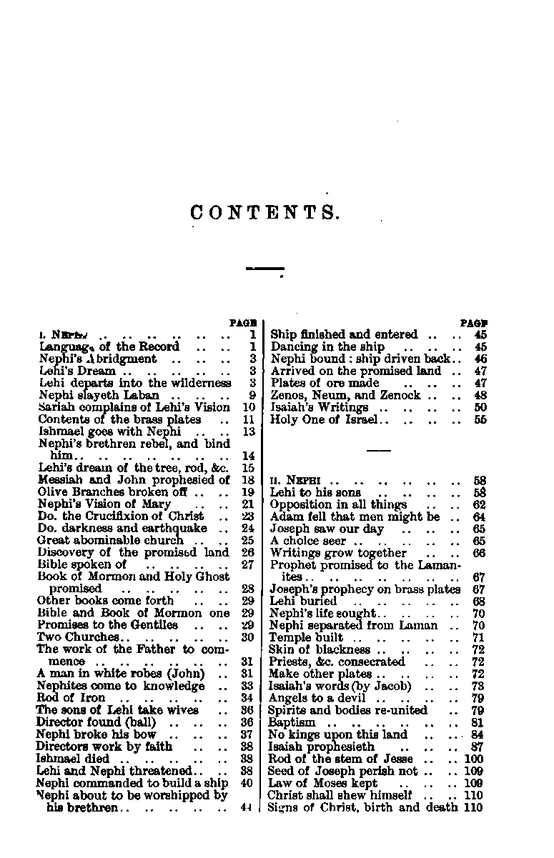 CONTENTS.
PAGE
I. NEPHI .. .. .. .. .. .. 1
Language of the Record .. .. 1
Nephi's Abridgment .. .. .. 3
Lehi's Dream .. .. .. .. .. 3
Lehi departs into the wilderness 3
Nephi slayeth Laban .. .. .. 9
Sariah complains of Lehi's Vision 10
Contents of the brass plates .. 11
Ishmael goes with Nephi .. .. 13
Nephi's brethren rebel, and bind
him.. .. .. .. .. .. .. 14
Lehi's dream of the tree, rod, &c. 15
Messiah and John prophesied of 18
Olive Branches broken off .. .. 19
Nephi's Vision of Mary .. .. 21
Do. the Crucifixion of Christ .. 23
Do. darkness and earthquake .. 24
Great abominable church .. .. 25
Discovery of the promised land 26
Bible spoken of .. .. .. .. 27
Book of Mormon and Holy Ghost
promised .. .. .. .. .. 28
Other books come forth .. .. 29
Bible and Book of Mormon one 29
Promises to the Gentiles .. .. 29
Two Churches.. .. .. .. .. 30
The work of the Father to com-
mence .. .. .. .. .. .. 31
A man in white robes (John) .. 31
Nephites come to knowledge .. 33
Rod of Iron .. .. .. .. .. 34
The sons of Lehi take wives .. 36
Director found (ball) .. .. .. 36
Nephi broke his bow .. .. .. 37
Directors work by faith .. .. 38
Ishmael died .. .. .. .. .. 38
Lehi and Nephi threatened.. .. 38
Nephi commanded to build a ship 40
Nephi about to be worshipped by
his brethren.. .. .. .. .. 44
PAGE
Ship finished and entered .. .. 45
Dancing in the ship .. .. .. 45
Nephi bound : ship driven back.. 46
Arrived on the promised land .. 47
Plates of ore made .. .. .. 47
Zenos, Neum, and Zenock .. .. 48
Isaiah's Writings .. .. .. .. 50
Holy One of Israel.. .. .. .. 55
II. NEPHI .. .. .. .. .. .. 58
Lehi to his sons .. .. .. .. 58
Opposition in all things .. .. 62
Adam fell that men might be .. 64
Joseph saw our day .. .. .. 65
A choice seer .. .. .. .. .. 65
Writings grow together .. .. 66
Prophet promised to the Laman-
ites.. .. .. .. .. .. .. 67
Joseph's prophecy on brass plates 67
Lehi buried .. .. .. .. .. 68
Nephi's life sought.. .. .. .. 70
Nephi separated from Laman .. 70
Temple built .. .. .. .. .. 71
Skin of blackness .. .. .. .. 72
Priests, &c. consecrated .. .. 72
Make other plates .. .. .. .. 72
Isaiah's words (by Jacob) .. .. 73
Angels to a devil .. .. .. .. 79
Spirits and bodies re-united .. 79
Baptism .. .. .. .. .. .. 81
No kings upon this land .. .. 84
Isaiah prophesieth .. .. .. 87
Rod of the stem of Jesse .. .. 100
Seed of Joseph perish not .. .. 109
Law of Moses kept .. .. .. 109
Christ shall shew himself .. .. 110
Signs of Christ, birth and death 110